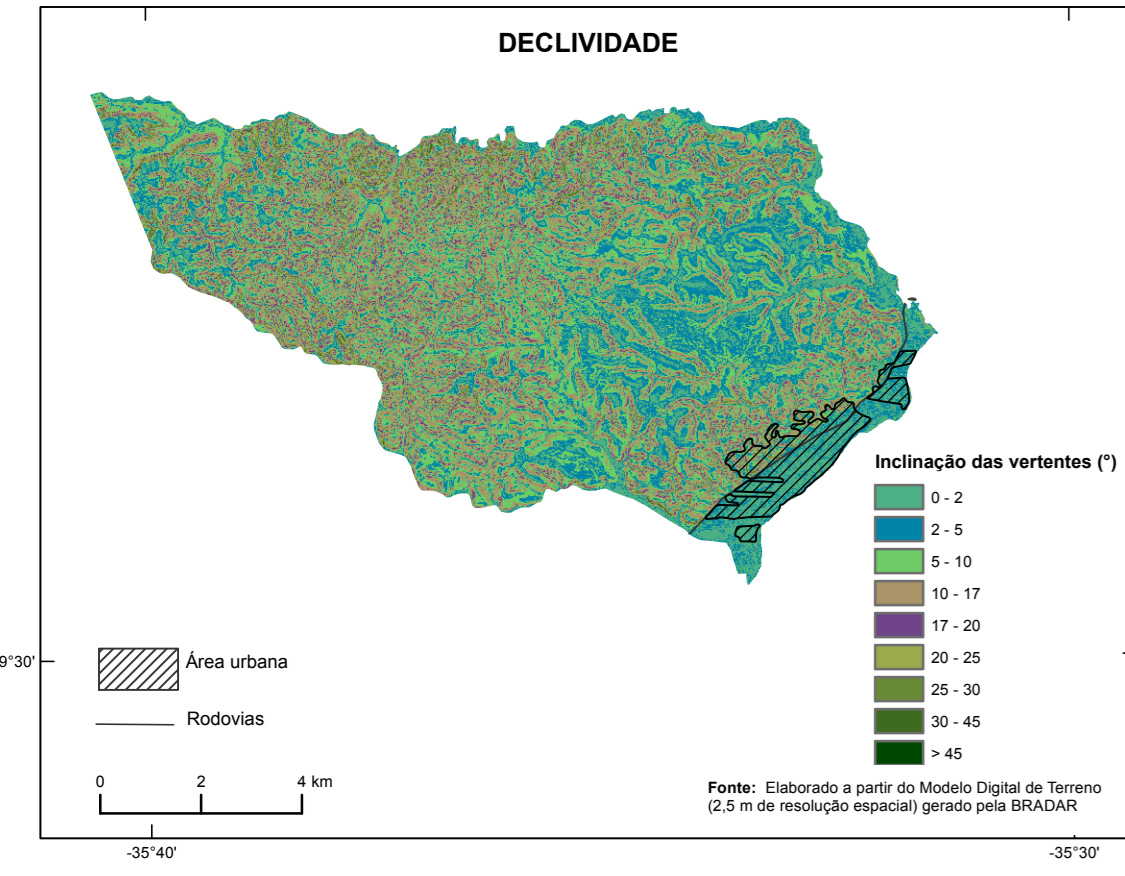 DECLIVIDADE
Inclinação das vertentes (°)
0 - 2
2 - 5
5 - 10
10 - 17
17 - 20
20 - 25
25 - 30
30 - 45
> 45
9°30'
Área urbana
Rodovias
0 2 4 km
Fonte: Elaborado a partir do Modelo Digital de Terreno
(2,5 m de resolução espacial) gerado pela BRADAR
-35°40' -35°30'